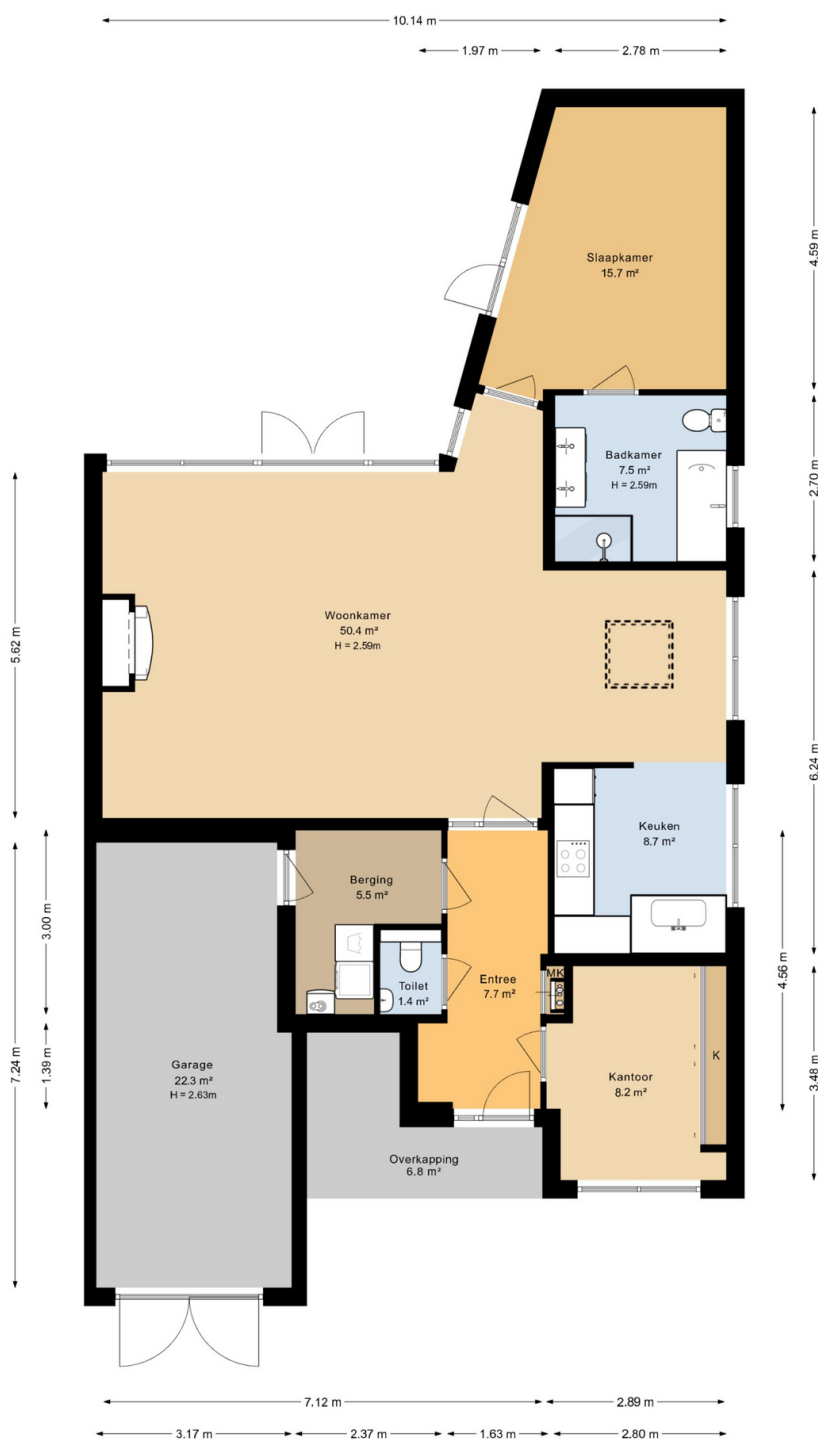 10.14 m
1.97 m
2.78 m
4.59 m
Slaapkamer
15.7 m²
Badkamer
7.5 m²
H = 2.59m
2.70 m
Woonkamer
50.4 m²
H = 2.59m
5.62 m
6.24 m
Keuken
8.7 m²
Berging
5.5 m²
3.00 m
4.56 m
MK
Toilet
1.4 m²
Entree
7.7 m²
7.24 m
1.39 m
Garage
22.3 m²
H = 2.63m
K
Kantoor
8.2 m²
3.48 m
Overkapping
6.8 m²
7.12 m
2.89 m
3.17 m
2.37 m
1.63 m
2.80 m